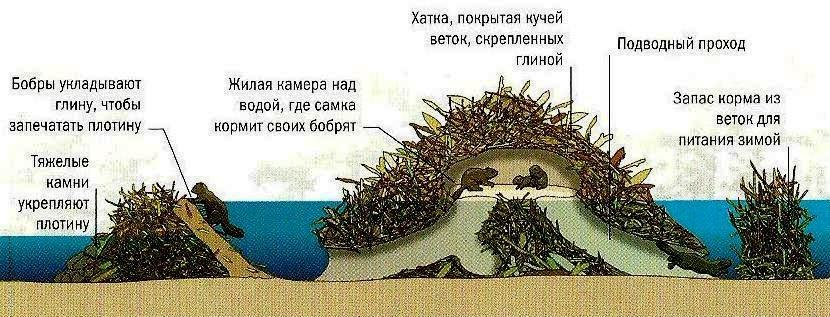 Хатка, покрытая кучей
веток, скрепленных
глиной
Подводный проход
Бобры укладывают
глину, чтобы
запечатать плотину
Жилая камера над
водой, где самка
кормит своих бобрят
Запас корма из
веток для
питания зимой
Тяжелые
камни
укрепляют
плотину